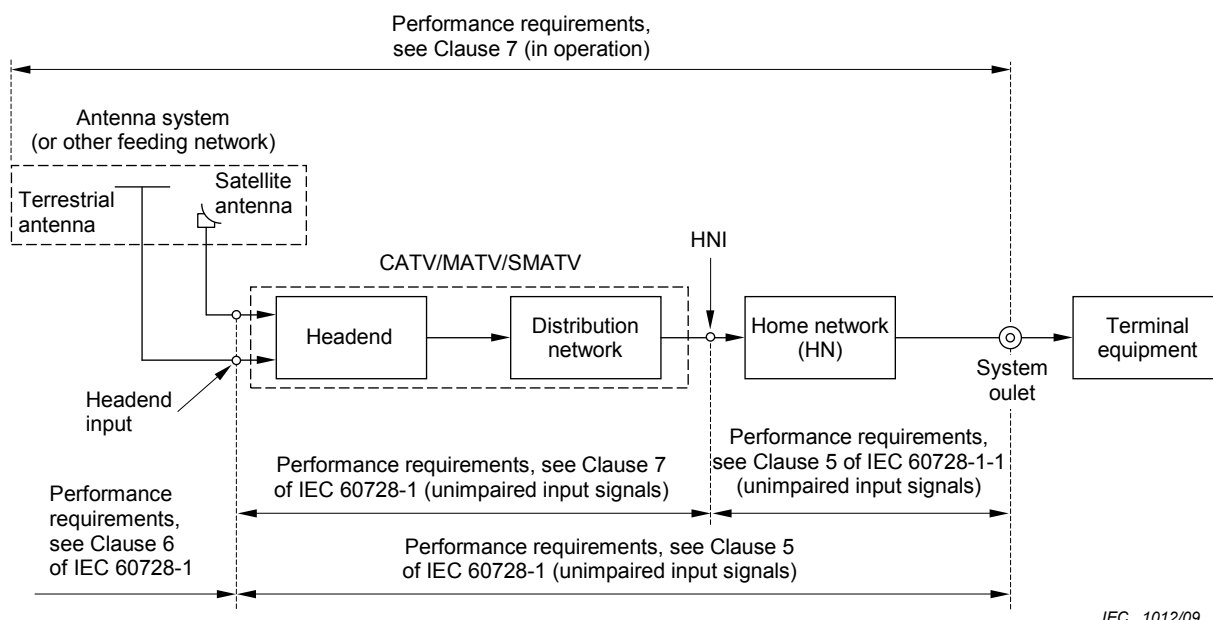 Performance requirements,
see Clause 7 (in operation)
Antenna system
(or other feeding network)
Terrestrial
antenna
Satellite
antenna
HNI
CATV/MATV/SMATV
Headend
Distribution
network
Home network
(HN)
Terminal
equipment
System
oulet
Headend
input
Performance requirements, see Clause 7
of IEC 60728-1 (unimpaired input signals)
Performance requirements,
see Clause 5 of IEC 60728-1-1
(unimpaired input signals)
Performance
requirements,
see Clause 6
of IEC 60728-1
Performance requirements, see Clause 5
of IEC 60728-1 (unimpaired input signals)
IEC 1012/09